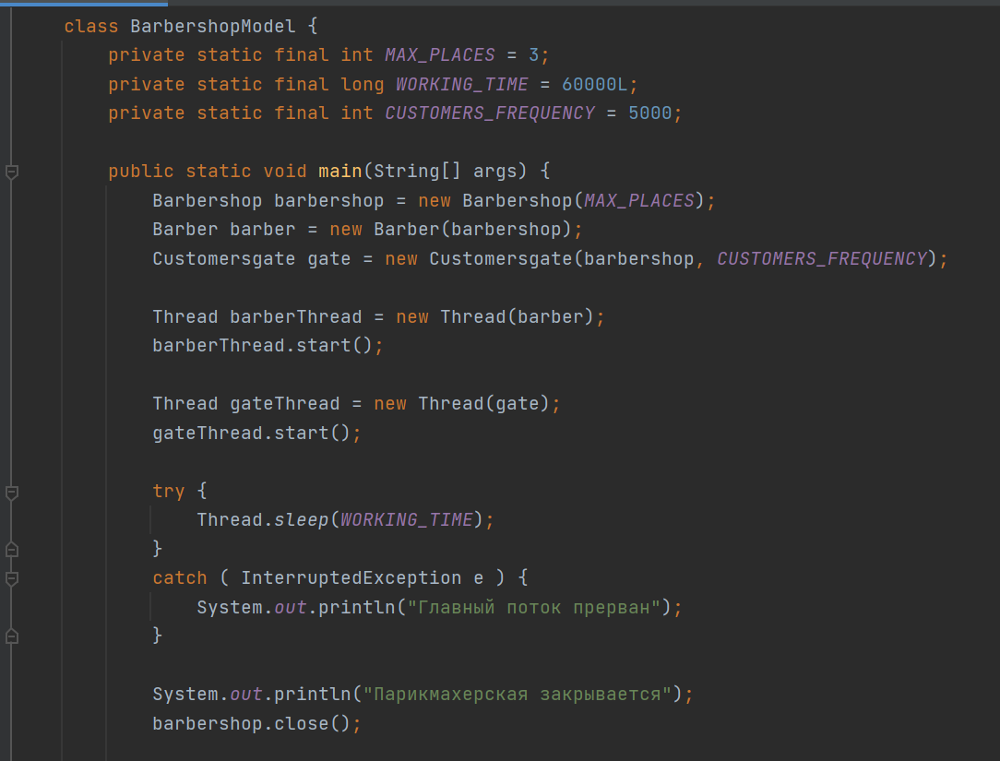 class BarbershopModel {
    private static final int MAX_PLACES = 3;
    private static final long WORKING_TIME = 60000L;
    private static final int CUSTOMERS_FREQUENCY = 5000;

    public static void main(String[] args) {
        Barbershop barbershop = new Barbershop(MAX_PLACES);
        Barber barber = new Barber(barbershop);
        Customersgate gate = new Customersgate(barbershop, CUSTOMERS_FREQUENCY);

        Thread barberThread = new Thread(barber);
        barberThread.start();

        Thread gateThread = new Thread(gate);
        gateThread.start();

        try {
            Thread.sleep(WORKING_TIME);
        }
        catch ( InterruptedException e ) {
            System.out.println("Главный поток прерван");
        }

        System.out.println("Парикмахерская закрывается");
        barbershop.close();